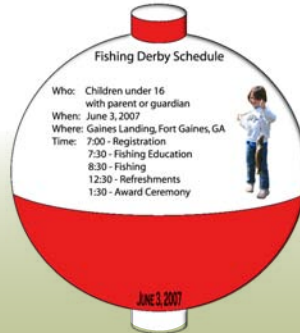 Fishing Derby Schedule
Who: Children under 16
with parent or guardian
When: June 3, 2007
Where: Gaines Landing, Fort Gaines, GA
Time: 7:00 - Registration
7:30 - Fishing Education
8:30 - Fishing
12:30 - Refreshments
1:30 - Award Ceremony
JUNE 3, 2007